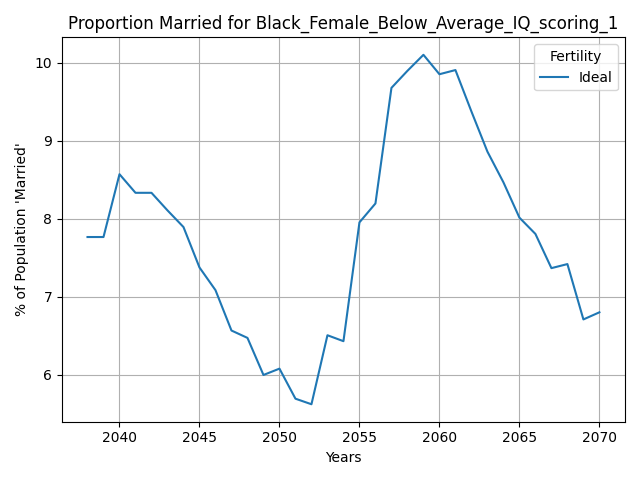 Proportion Married for Black_Female_Below_Average_IQ_scoring_1
Fertility
Ideal
% of Population 'Married'
10
9
8
7
6
2040 2045 2050 2055 2060 2065 2070
Years